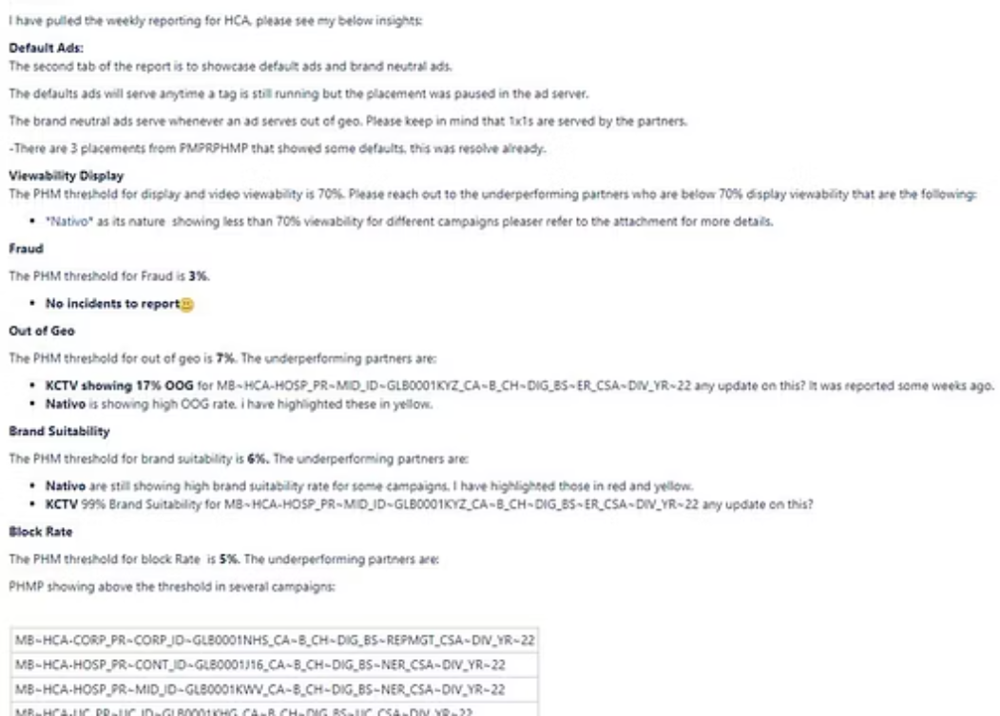 I have pulled the weekly reporting for HCA, please see my below insights:
Default Ads:
The second tab of the report is to showcase default ads and brand neutral ads.
The defaults ads will serve anytime a tag is still running but the placement was paused in the ad server.
The brand neutral ads serve whenever an ad serves out of geo. Please keep in mind that 1x1s are served by the partners.
-There are 3 placements from PMPRPHMP that showed some defaults, this was resolve already.
Viewability Display
The PHM threshold for display and video viewability is 70%. Please reach out to the underperforming partners who are below 70% display viewability that are the following:
• *Nativo* as its nature showing less than 70% viewability for different campaigns pleaser refer to the attachment for more details.
Fraud
The PHM threshold for Fraud is 3%.
• No incidents to report
Out of Geo
The PHM threshold for out of geo is 7%. The underperforming partners are:
• KCTV showing 17% OOG for MB~HCA-HOSP_PR~MID_ID~GLB0001KYZ_CA~B_CH~DIG_BS~ER_CSA~DIV_YR~22 any update on this? It was reported some weeks ago.
• Nativo is showing high OOG rate, i have highlighted these in yellow.
Brand Suitability
The PHM threshold for brand suitability is 6%. The underperforming partners are:
• Nativo are still showing high brand suitability rate for some campaigns, I have highlighted those in red and yellow.
• KCTV 99% Brand Suitability for MB~HCA-HOSP_PR~MID_ID~GLB0001KYZ_CA~B_CH~DIG_BS~ER_CSA~DIV_YR~22 any update on this?
Block Rate
The PHM threshold for block Rate is 5%. The underperforming partners are:
PHMP showing above the threshold in several campaigns:
MB~HCA-CORP_PR~CORP_ID~GLB0001NHS_CA~B_CH~DIG_BS~REPMGT_CSA~DIV_YR~22
MB~HCA-HOSP_PR~CONT_ID~GLB0001J16_CA~B_CH~DIG_BS~NER_CSA~DIV_YR~22
MB~HCA-HOSP_PR~MID_ID~GLB0001KWV_CA~B_CH~DIG_BS~NER_CSA~DIV_YR~22
MB~HCA-UC_PR~UC_ID~GLB0001KHG_CA~B_CH~DIG_BS~UC_CSA~DIV_YR~22